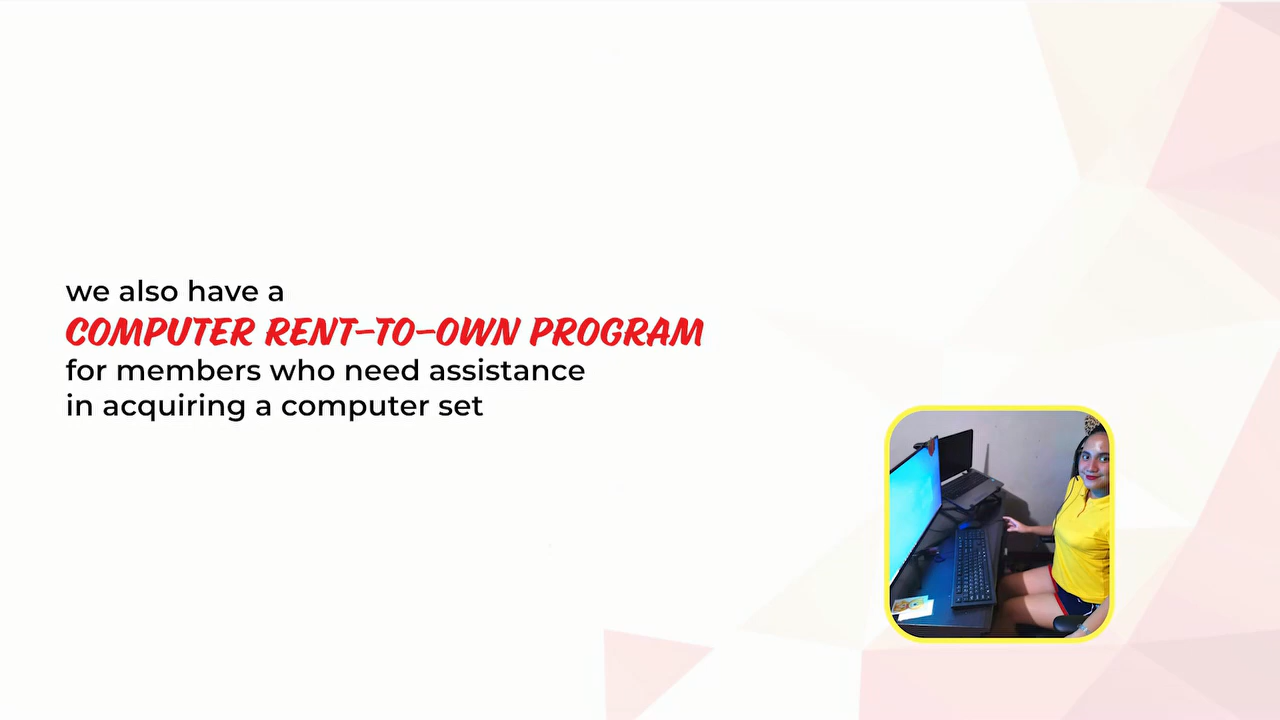 we also have a
COMPUTER RENT-TO-OWN PROGRAM
for members who need assistance
in acquiring a computer set